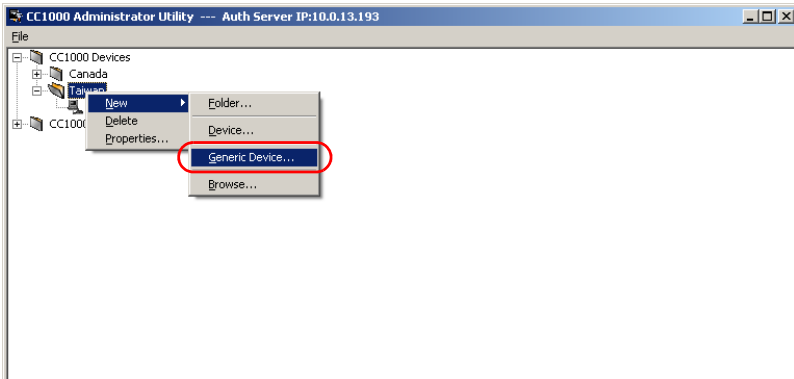 CC1000 Administrator Utility --- Auth Server IP:10.0.13.193
File
CC1000 Devices
Canada
Taiwan
New
Folder...
Delete
Device...
CC1000
Properties...
Generic Device...
Browse...